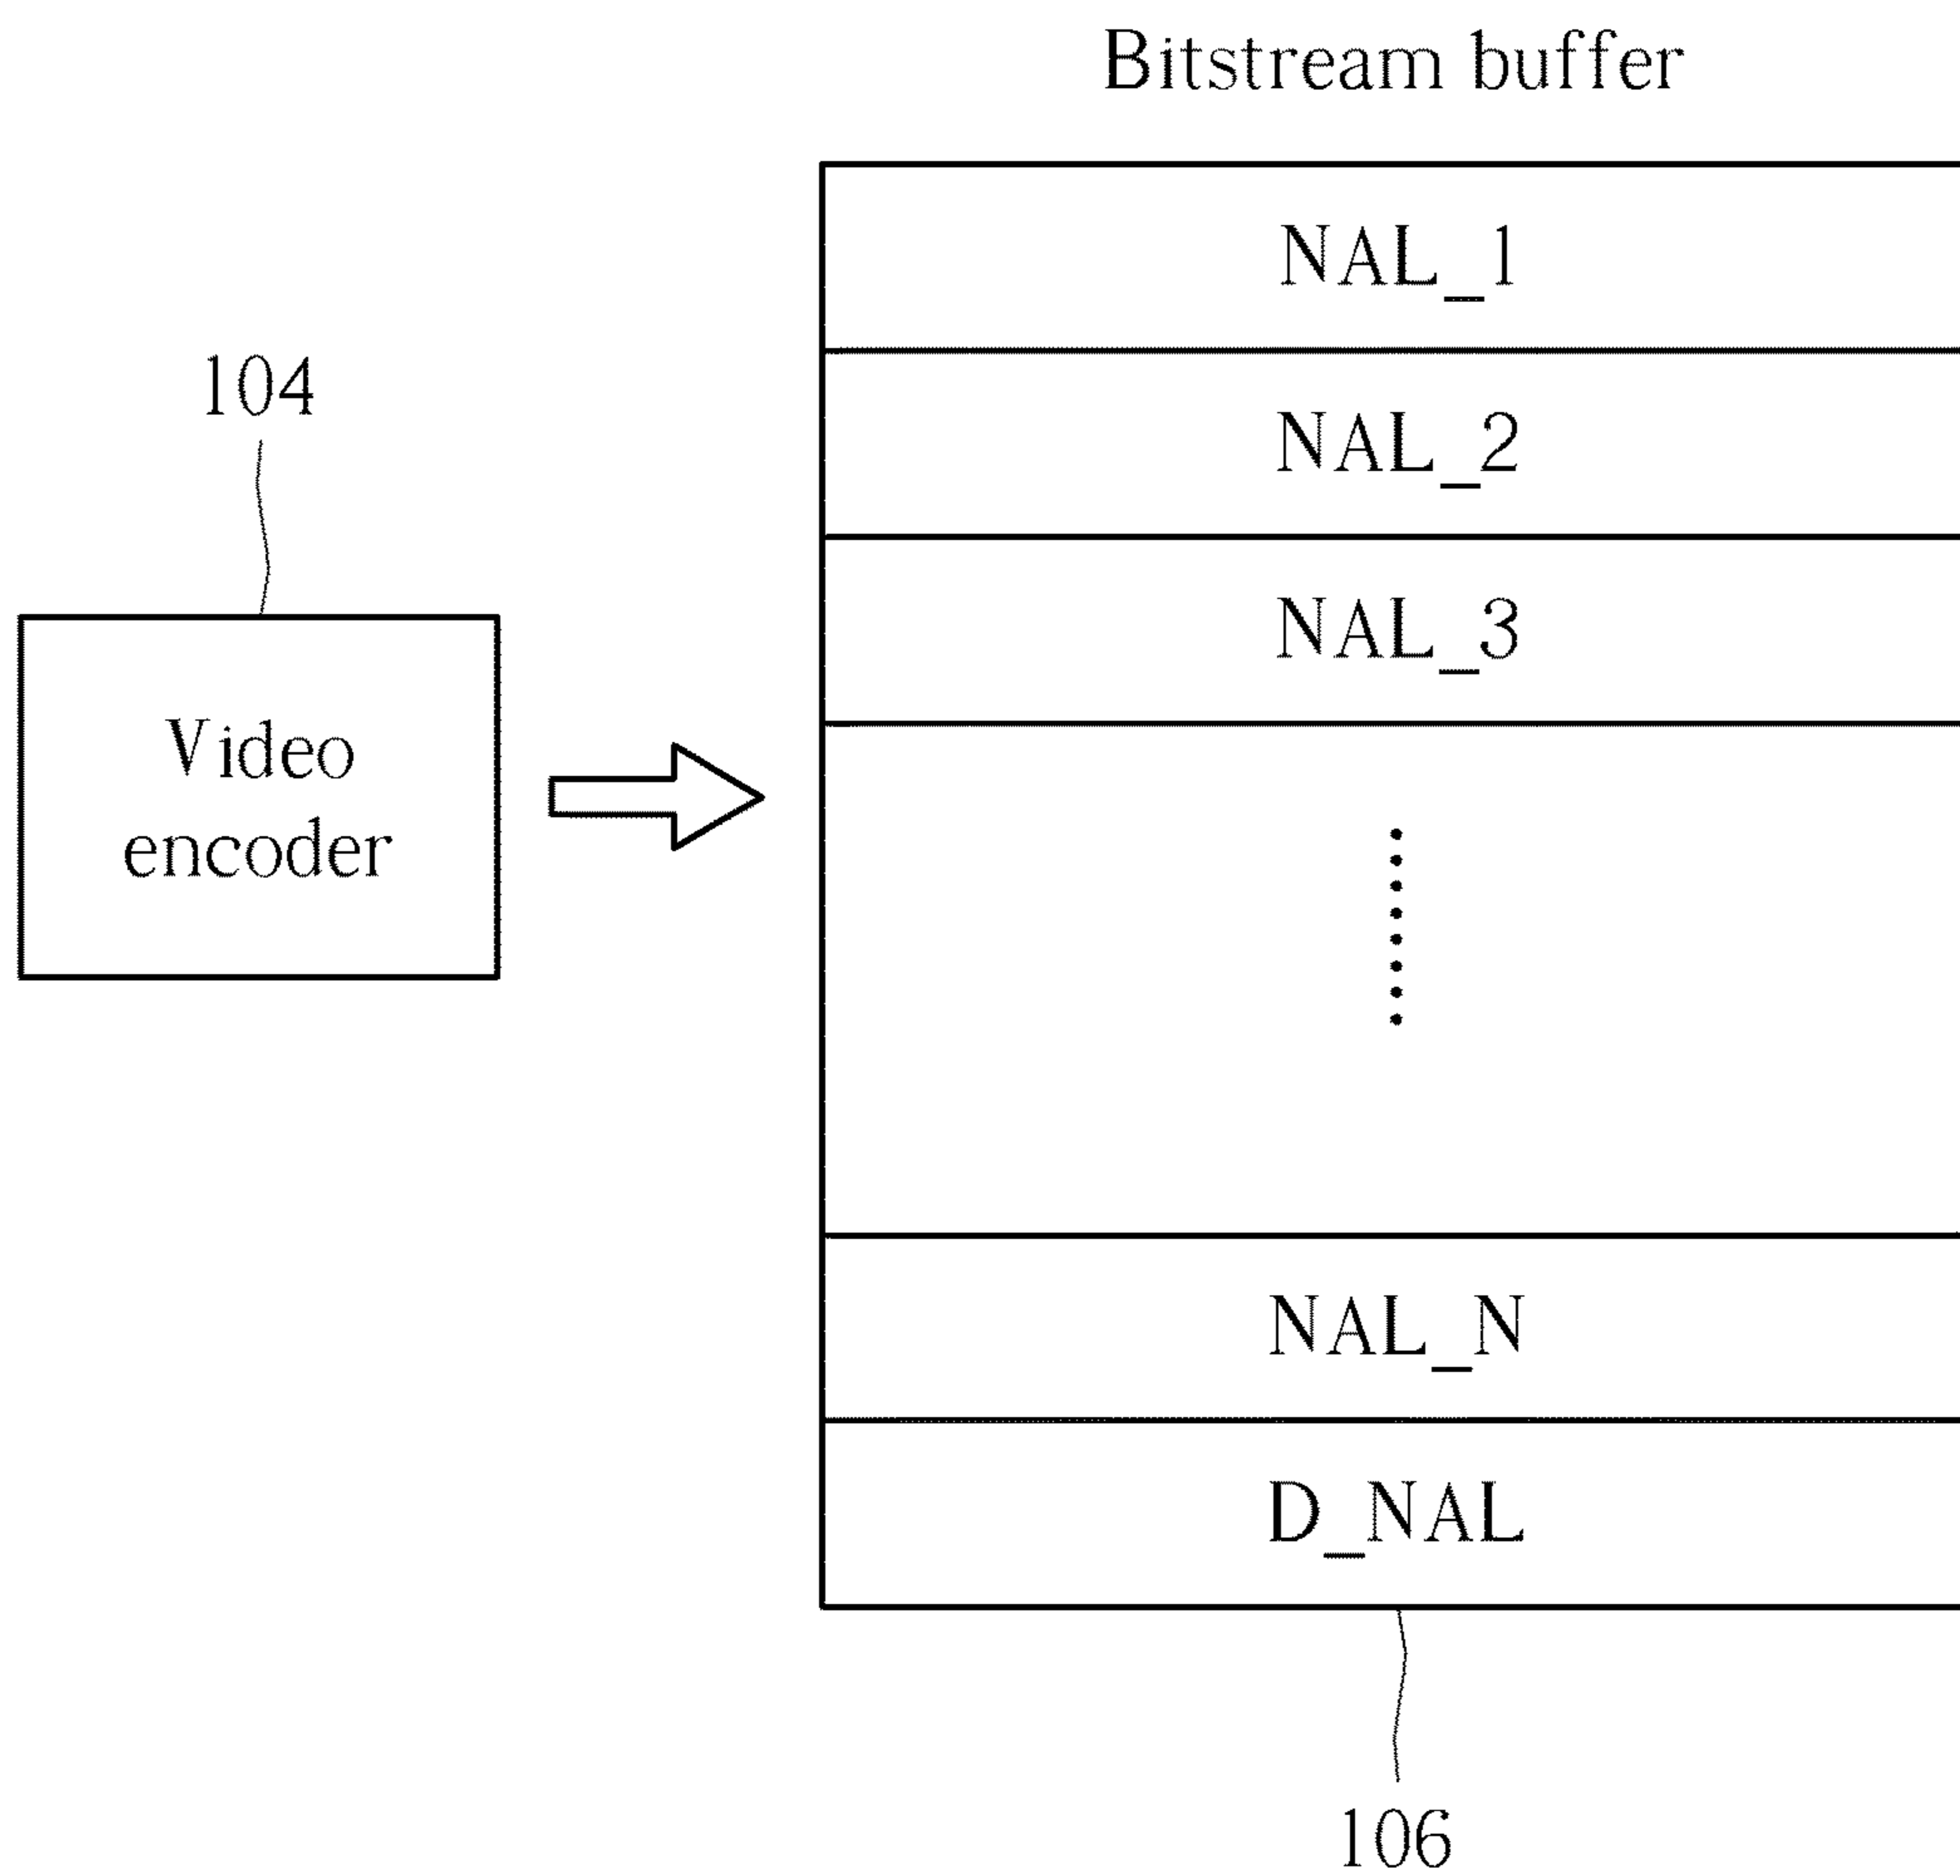 Bitstream buffer
NAL_1
104
NAL_2
NAL_3
Video
encoder
NAL_N
D_NAL
106